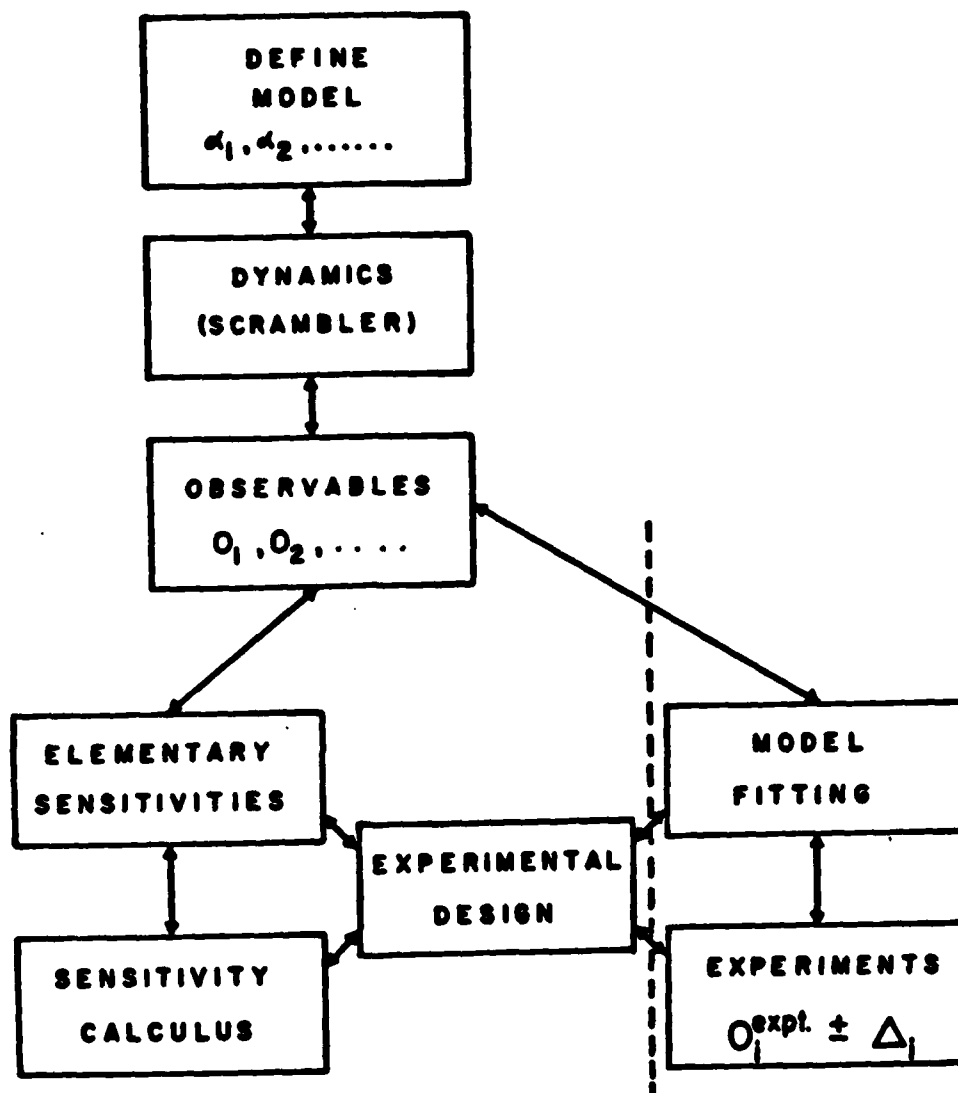 DEFINE
MODEL
α₁, α₂, .......
DYNAMICS
(SCRAMBLER)
OBSERVABLES
O₁, O₂, .....
ELEMENTARY
SENSITIVITIES
MODEL
FITTING
EXPERIMENTAL
DESIGN
SENSITIVITY
CALCULUS
EXPERIMENTS
Oᵢᵉˣᵖᵗ· ± Δᵢ